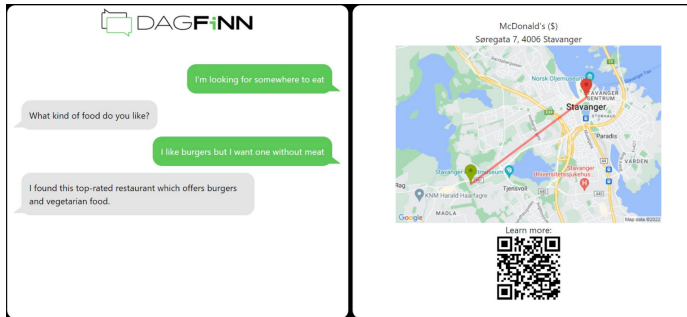 DAGFiNN
I'm looking for somewhere to eat
What kind of food do you like?
I like burgers but I want one without meat
I found this top-rated restaurant which offers burgers
and vegetarian food.
McDonald's ($)
Søregata 7, 4006 Stavanger
Norsk Oljemuseum
STAVANGER
SENTRUM
Stavanger
STORHAUG
Paradis
VÅRDEN
Stavanger
Universitetssjukehus
Tjensvoll
KNM Harald Haarfagre
MADLA
Google
Map data ©2022
Learn more: